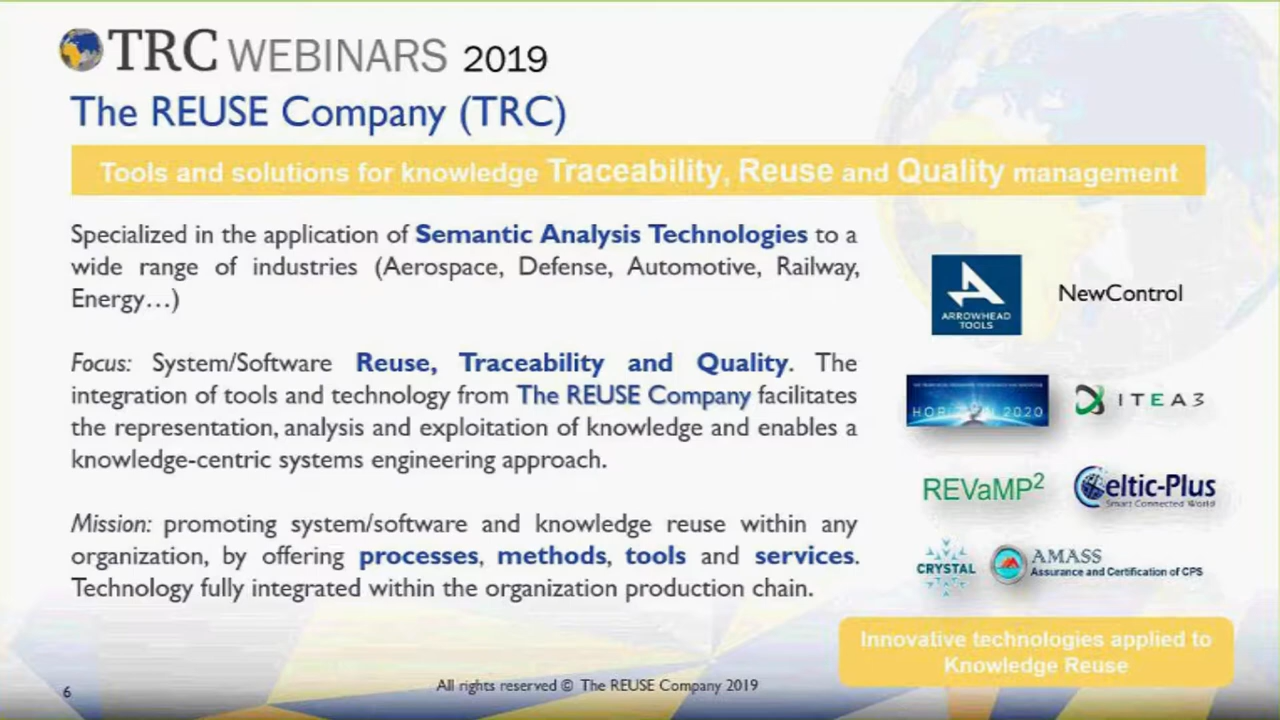 TRC WEBINARS 2019
The REUSE Company (TRC)
Tools and solutions for knowledge Traceability, Reuse and Quality management
Specialized in the application of Semantic Analysis Technologies to a
wide range of industries (Aerospace, Defense, Automotive, Railway,
Energy…)
Focus: System/Software Reuse, Traceability and Quality. The
integration of tools and technology from The REUSE Company facilitates
the representation, analysis and exploitation of knowledge and enables a
knowledge-centric systems engineering approach.
Mission: promoting system/software and knowledge reuse within any
organization, by offering processes, methods, tools and services.
Technology fully integrated within the organization production chain.
ARROWHEAD
TOOLS
NewControl
HORIZON 2020
ITEA3
REVaMP²
Celtic-Plus
Smart Connected World
CRYSTAL
AMASS
Assurance and Certification of CPS
Innovative technologies applied to
Knowledge Reuse
6
All rights reserved © The REUSE Company 2019